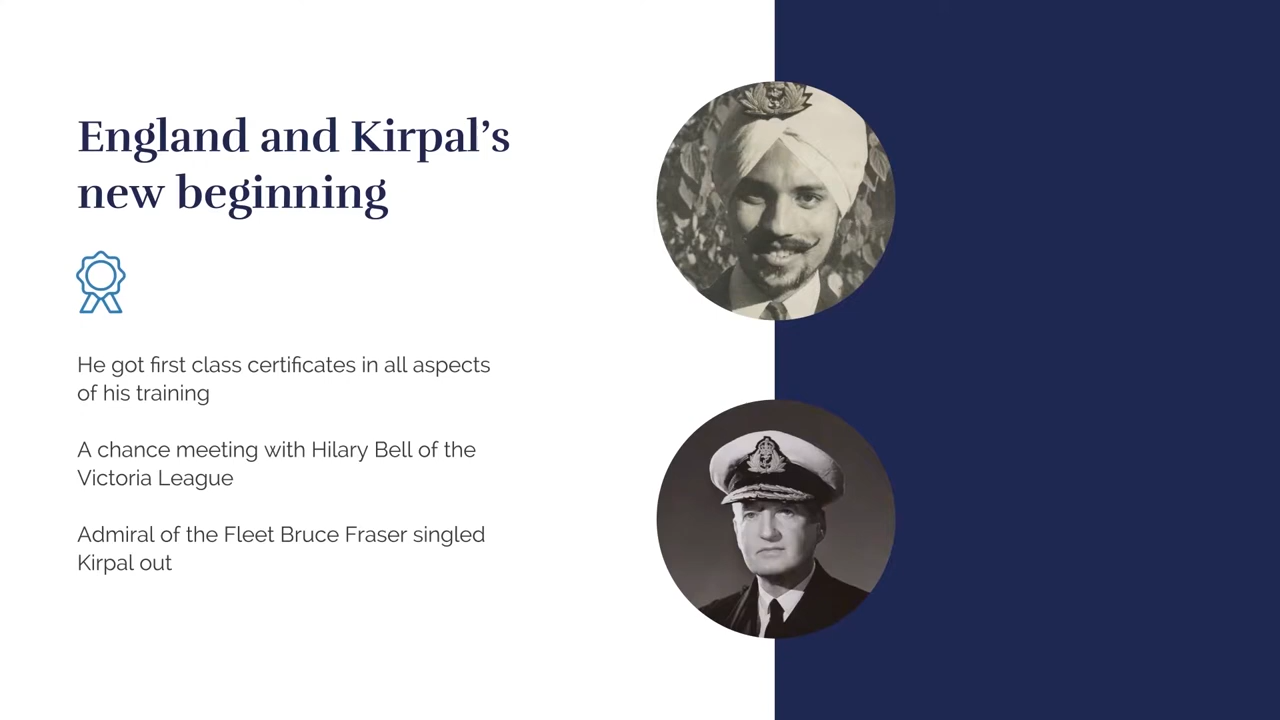 England and Kirpal’s
new beginning
He got first class certificates in all aspects
of his training
A chance meeting with Hilary Bell of the
Victoria League
Admiral of the Fleet Bruce Fraser singled
Kirpal out